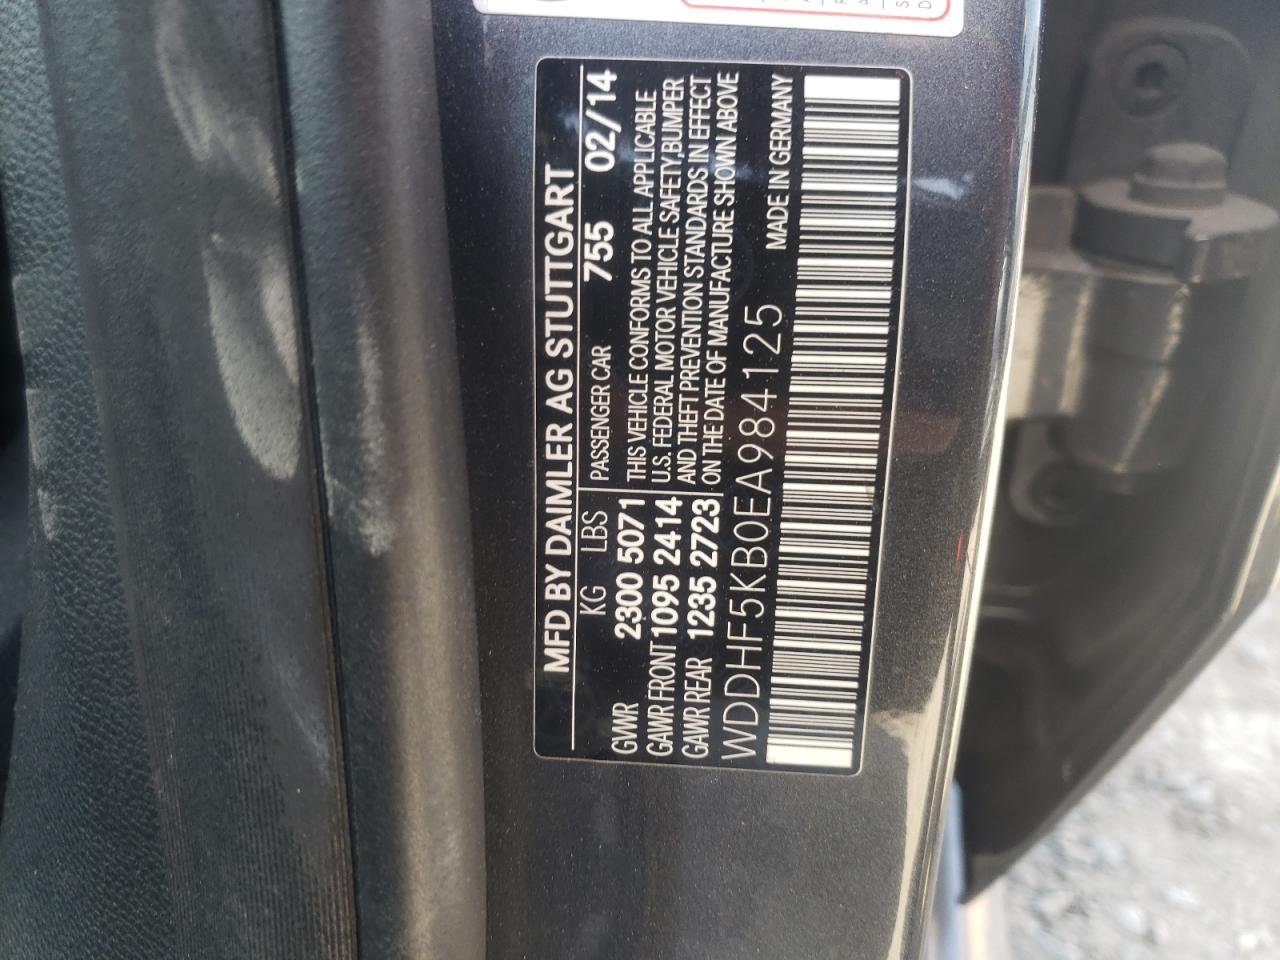 MFD BY DAIMLER AG STUTTGART
KG LBS PASSENGER CAR 755 02/14
GVWR 2300 5071 THIS VEHICLE CONFORMS TO ALL APPLICABLE
GAWR FRONT 1095 2414 U.S. FEDERAL MOTOR VEHICLE SAFETY,BUMPER
GAWR REAR 1235 2723 AND THEFT PREVENTION STANDARDS IN EFFECT
ON THE DATE OF MANUFACTURE SHOWN ABOVE
WDDHF5KB0EA984125 MADE IN GERMANY